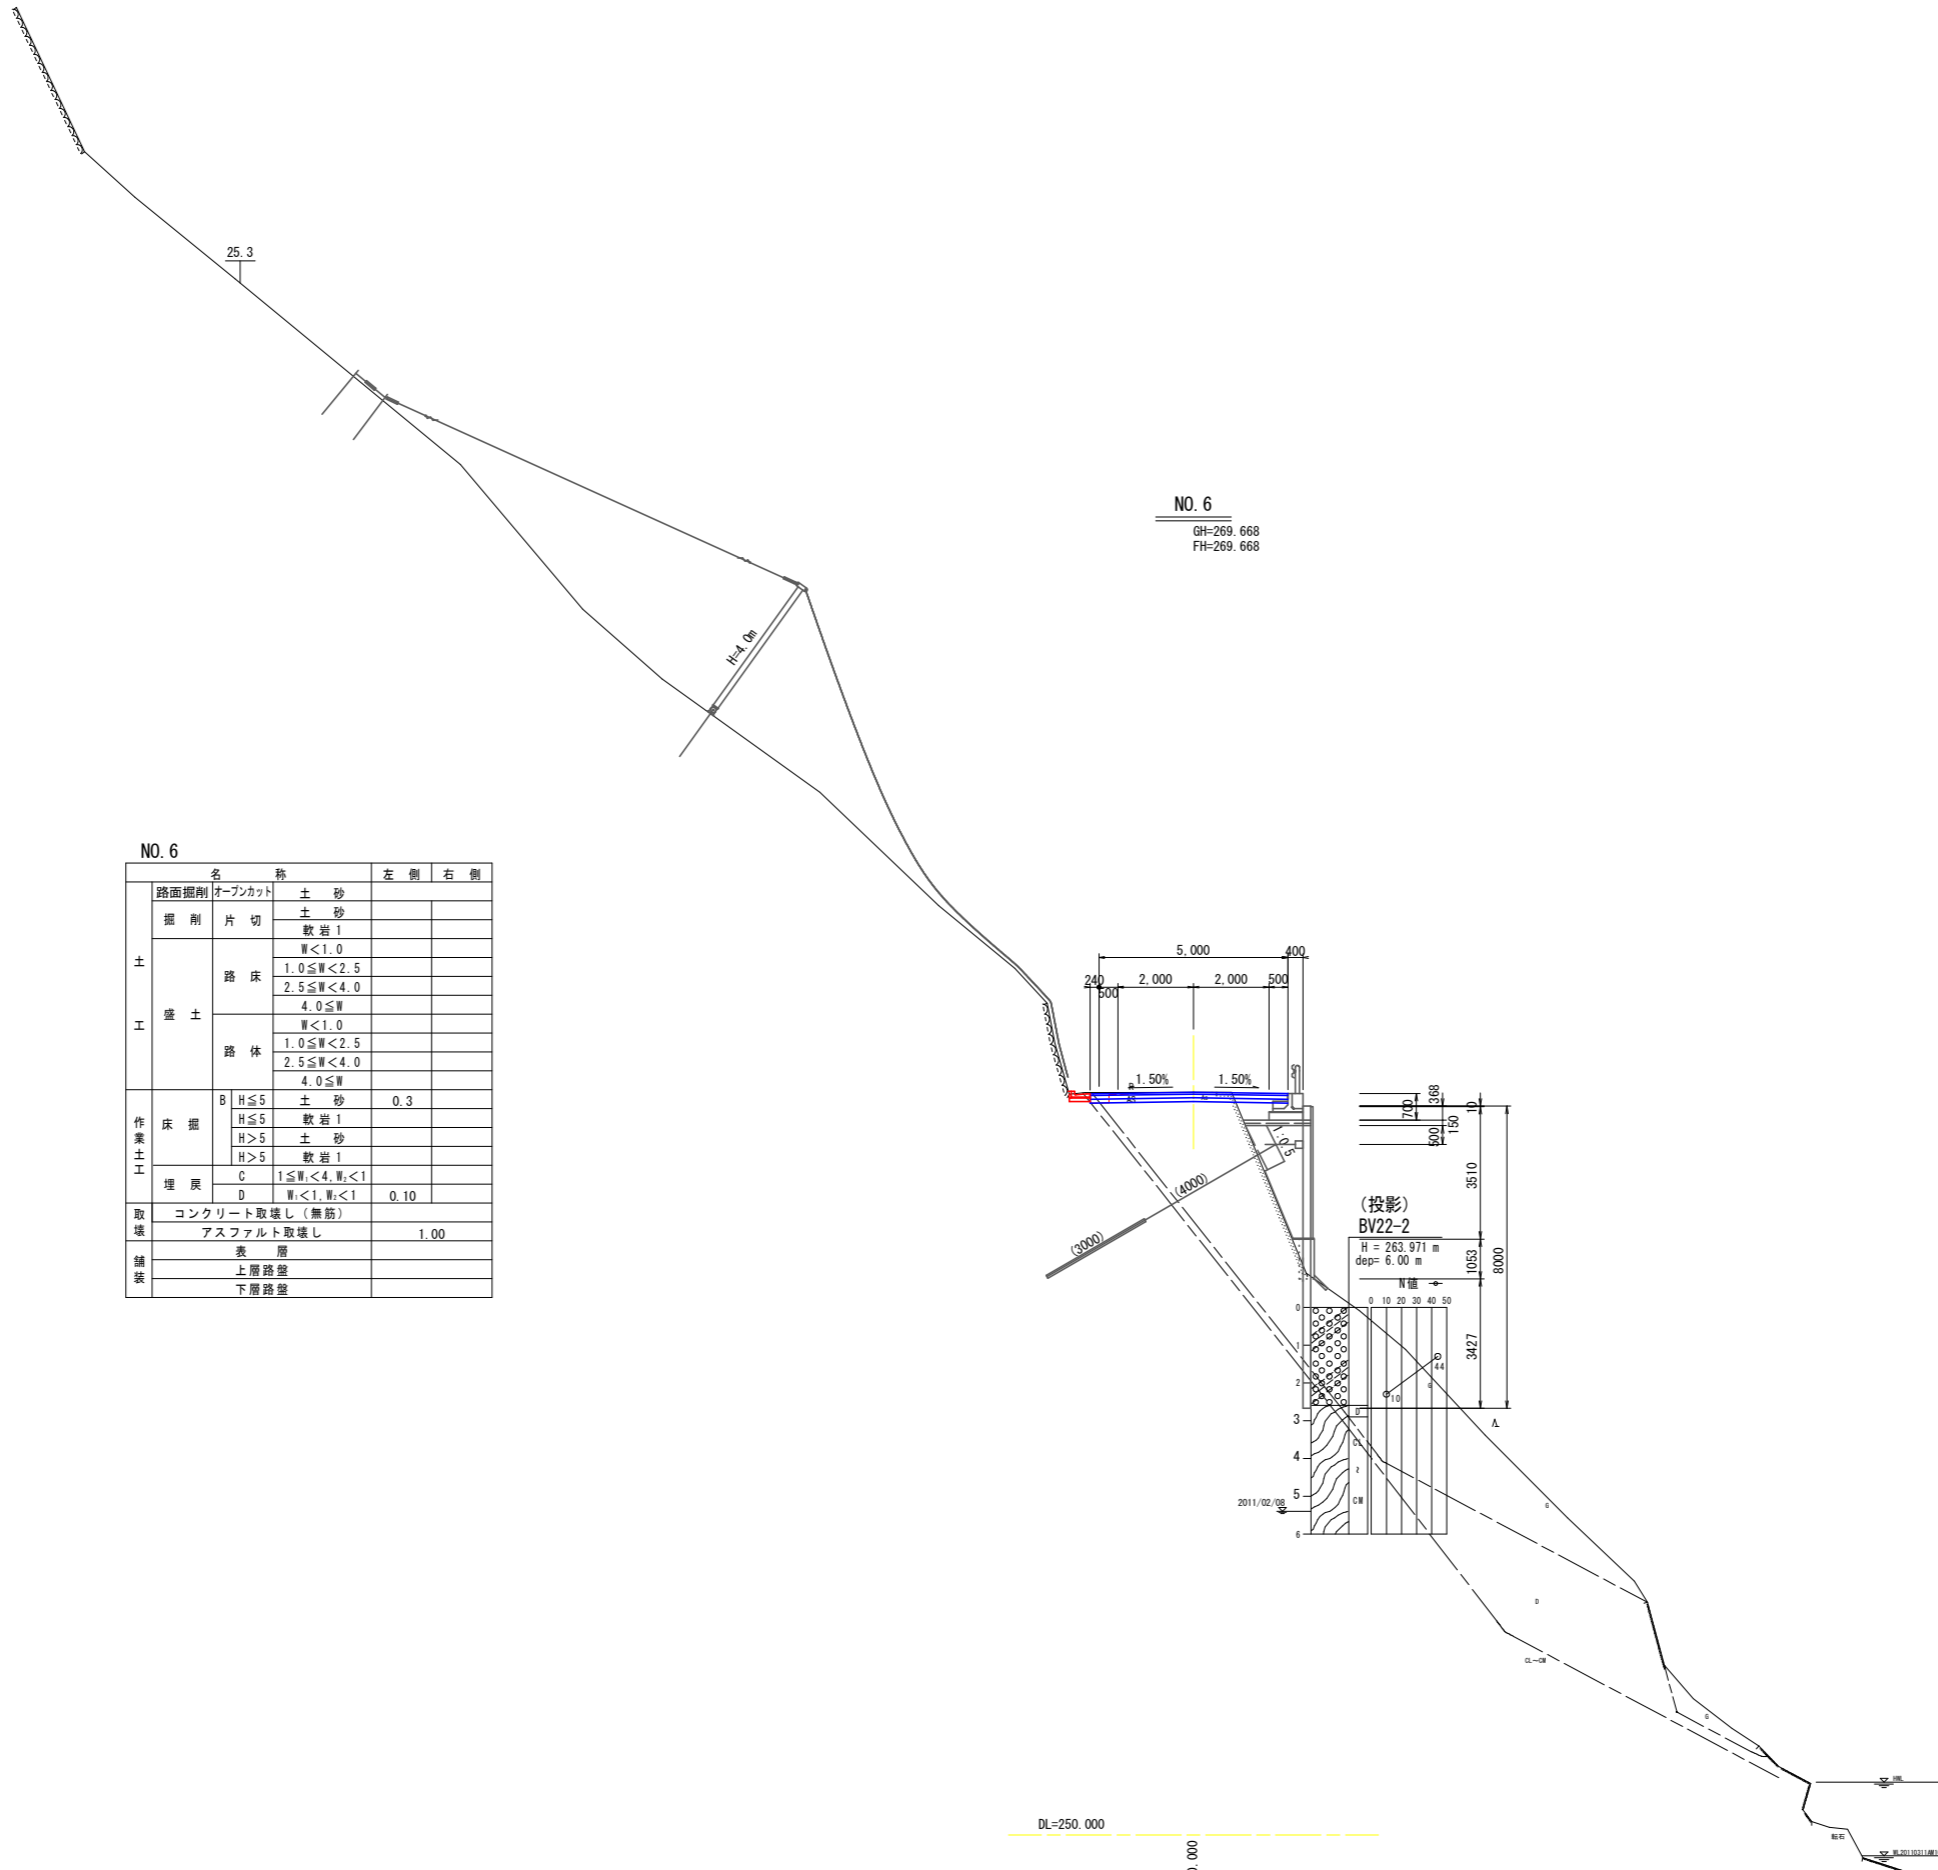 25.3
NO.6
GH=269.668
FH=269.668
H=4.0m
NO.6
名 称 左 側 右 側
土 工
路面掘削 オープンカット 土 砂
掘 削 片 切 土 砂
軟岩1
盛 土 路 床 W<1.0
1.0≦W<2.5
2.5≦W<4.0
4.0≦W
路 体 W<1.0
1.0≦W<2.5
2.5≦W<4.0
4.0≦W
作業土工
床 掘 B H≦5 土 砂 0.3
H≦5 軟岩1
H>5 土 砂
H>5 軟岩1
埋 戻 C 1≦W₁<4,W₂<1
D W₁<1,W₂<1 0.10
取壊 コンクリート取壊し(無筋)
アスファルト取壊し 1.00
舗装 表 層
上層路盤
下層路盤
5,000 400
240 500 2,000 2,000 500
1.50% 1.50%
As
1:0.5
(4000)
(3000)
700
368
10
150
500
3510
1053
3427
8000
(投影)
BV22-2
H = 263.971 m
dep= 6.00 m
N値
0 10 20 30 40 50
0
1
2
3
4
5
6
44
10
D
CL
~
CM
2011/02/08
G
G
D
CL~CM
G
HWL
転石
DL=250.000